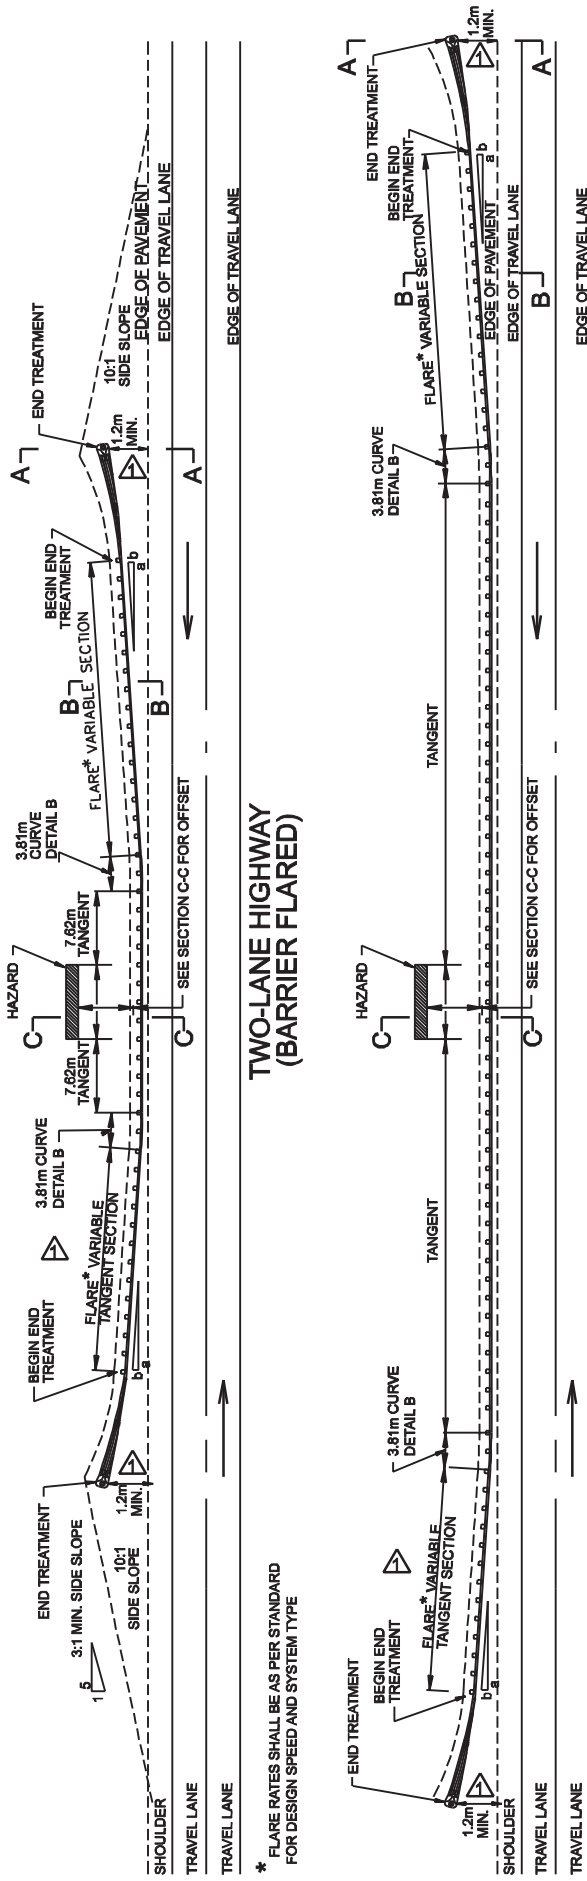 END TREATMENT
3:1 MIN. SIDE SLOPE
5
1
10:1
SIDE SLOPE
1.2m
MIN.
1
BEGIN END
TREATMENT
b
a
FLARE* VARIABLE
TANGENT SECTION
1
3.81m CURVE
DETAIL B
7.62m
TANGENT
HAZARD
C
C
SEE SECTION C-C FOR OFFSET
7.62m
TANGENT
3.81m
CURVE
DETAIL B
FLARE* VARIABLE SECTION
B
B
BEGIN END
TREATMENT
b
a
A
A
1.2m
MIN.
1
END TREATMENT
10:1
SIDE SLOPE
EDGE OF PAVEMENT
EDGE OF TRAVEL LANE
EDGE OF TRAVEL LANE
SHOULDER
TRAVEL LANE
TRAVEL LANE
TWO-LANE HIGHWAY
(BARRIER FLARED)
* FLARE RATES SHALL BE AS PER STANDARD
FOR DESIGN SPEED AND SYSTEM TYPE
END TREATMENT
1.2m
MIN.
1
BEGIN END
TREATMENT
b
a
FLARE* VARIABLE
TANGENT SECTION
1
3.81m CURVE
DETAIL B
TANGENT
HAZARD
C
C
SEE SECTION C-C FOR OFFSET
TANGENT
3.81m CURVE
DETAIL B
FLARE* VARIABLE SECTION
B
B
BEGIN END
TREATMENT
b
a
END TREATMENT
A
A
1.2m
MIN.
1
EDGE OF PAVEMENT
EDGE OF TRAVEL LANE
EDGE OF TRAVEL LANE
SHOULDER
TRAVEL LANE
TRAVEL LANE